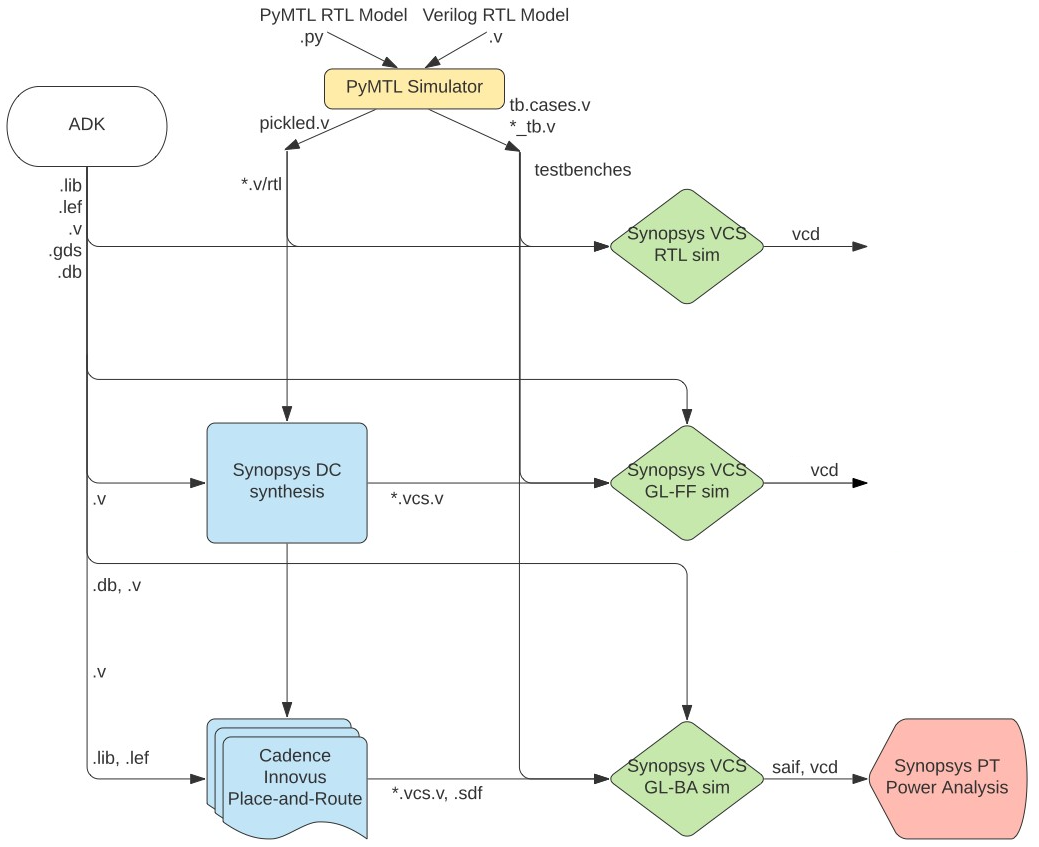 PyMTL RTL Model
.py
Verilog RTL Model
.v
PyMTL Simulator
tb.cases.v
*_tb.v
pickled.v
ADK
testbenches
.lib
.lef
.v
.gds
.db
*.v/rtl
Synopsys VCS
RTL sim
vcd
Synopsys DC
synthesis
.v
*.vcs.v
Synopsys VCS
GL-FF sim
vcd
.db, .v
.v
.lib, .lef
Cadence
Innovus
Place-and-Route
*.vcs.v, .sdf
Synopsys VCS
GL-BA sim
saif, vcd
Synopsys PT
Power Analysis